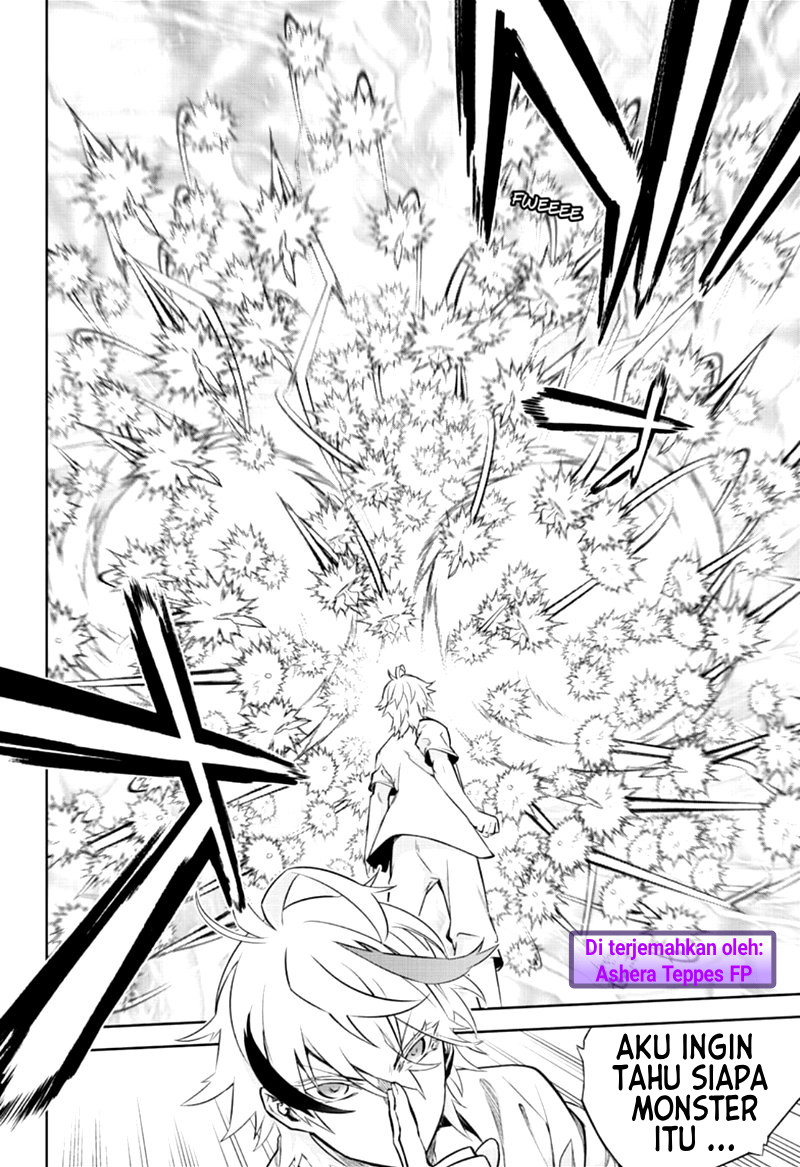 FWEEEE
Di terjemahkan oleh:
Ashera Teppes FP
AKU INGIN
TAHU SIAPA
MONSTER
ITU ...